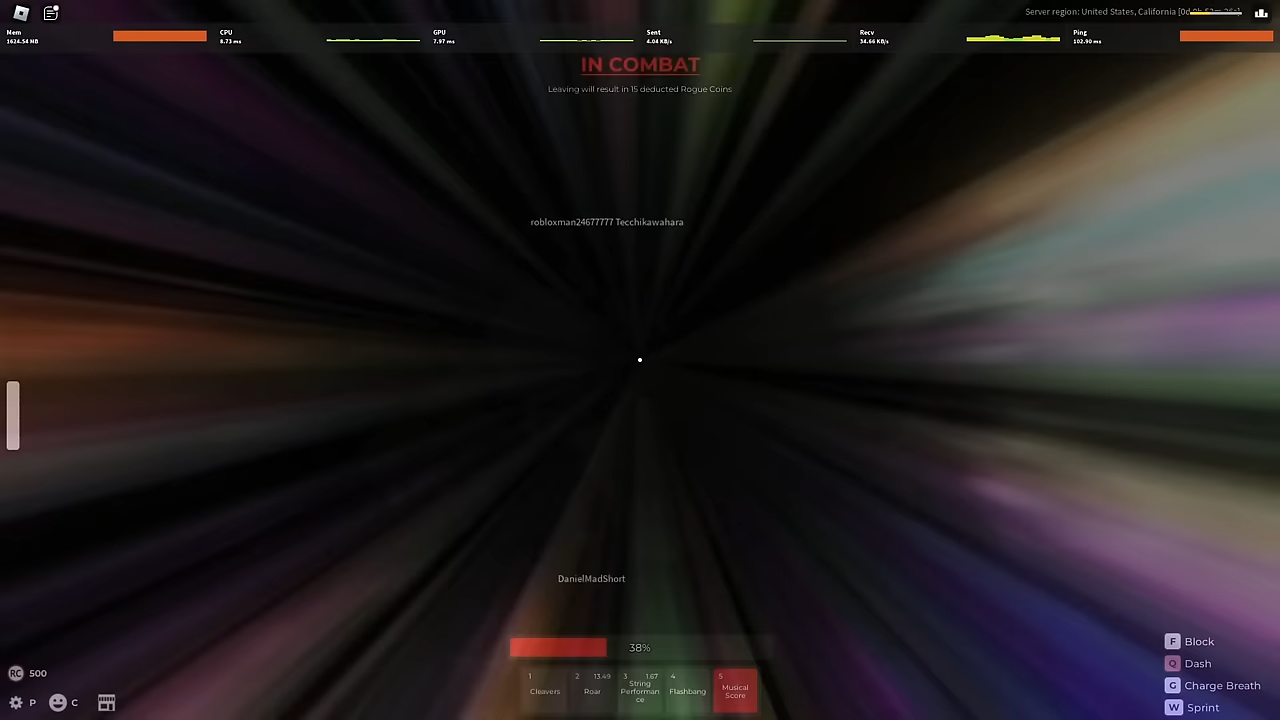 Server region: United States, California
Mem
1624.54 MB
CPU
8.73 ms
GPU
7.97 ms
Sent
4.04 KB/s
Recv
34.66 KB/s
Ping
102.90 ms
IN COMBAT
Leaving will result in 15 deducted Rogue Coins
robloxman24677777 Tecchikawahara
DanielMadShort
38%
1
Cleavers
2 13.49
Roar
3 1.67
String
Performan
ce
4
Flashbang
5
Musical
Score
RC 500
P
C
F Block
Q Dash
G Charge Breath
W Sprint